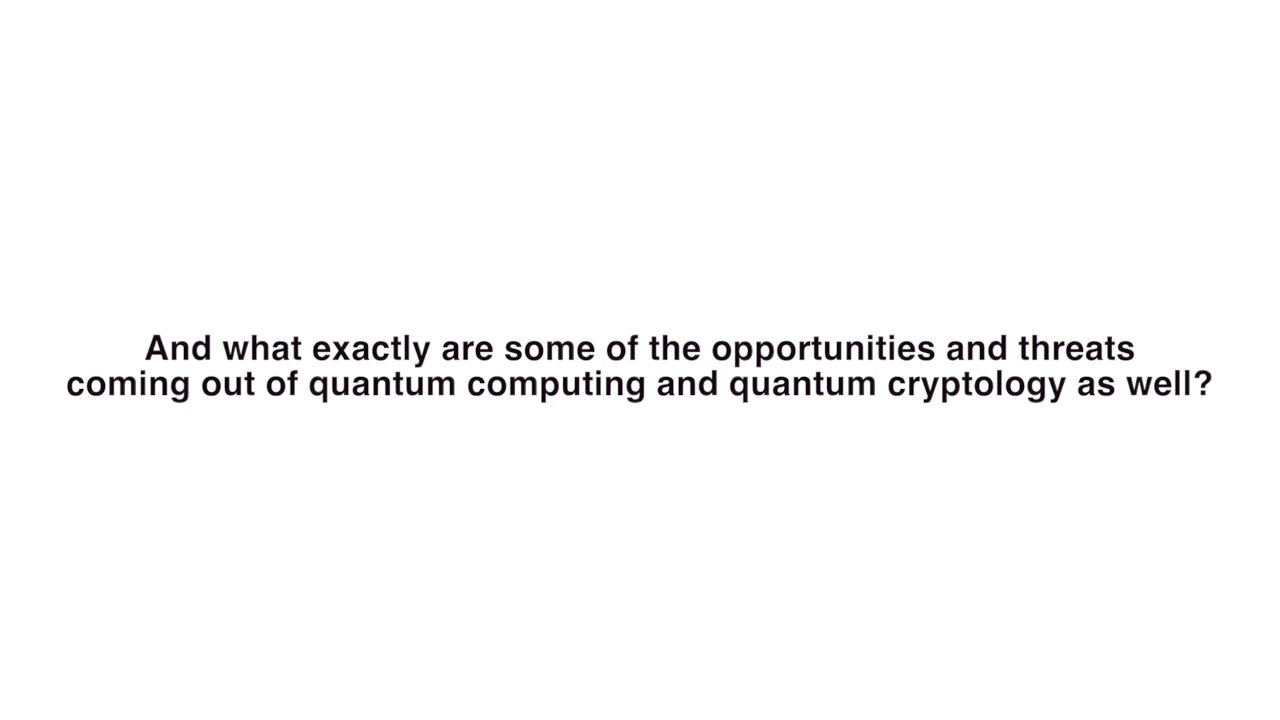 And what exactly are some of the opportunities and threats
coming out of quantum computing and quantum cryptology as well?